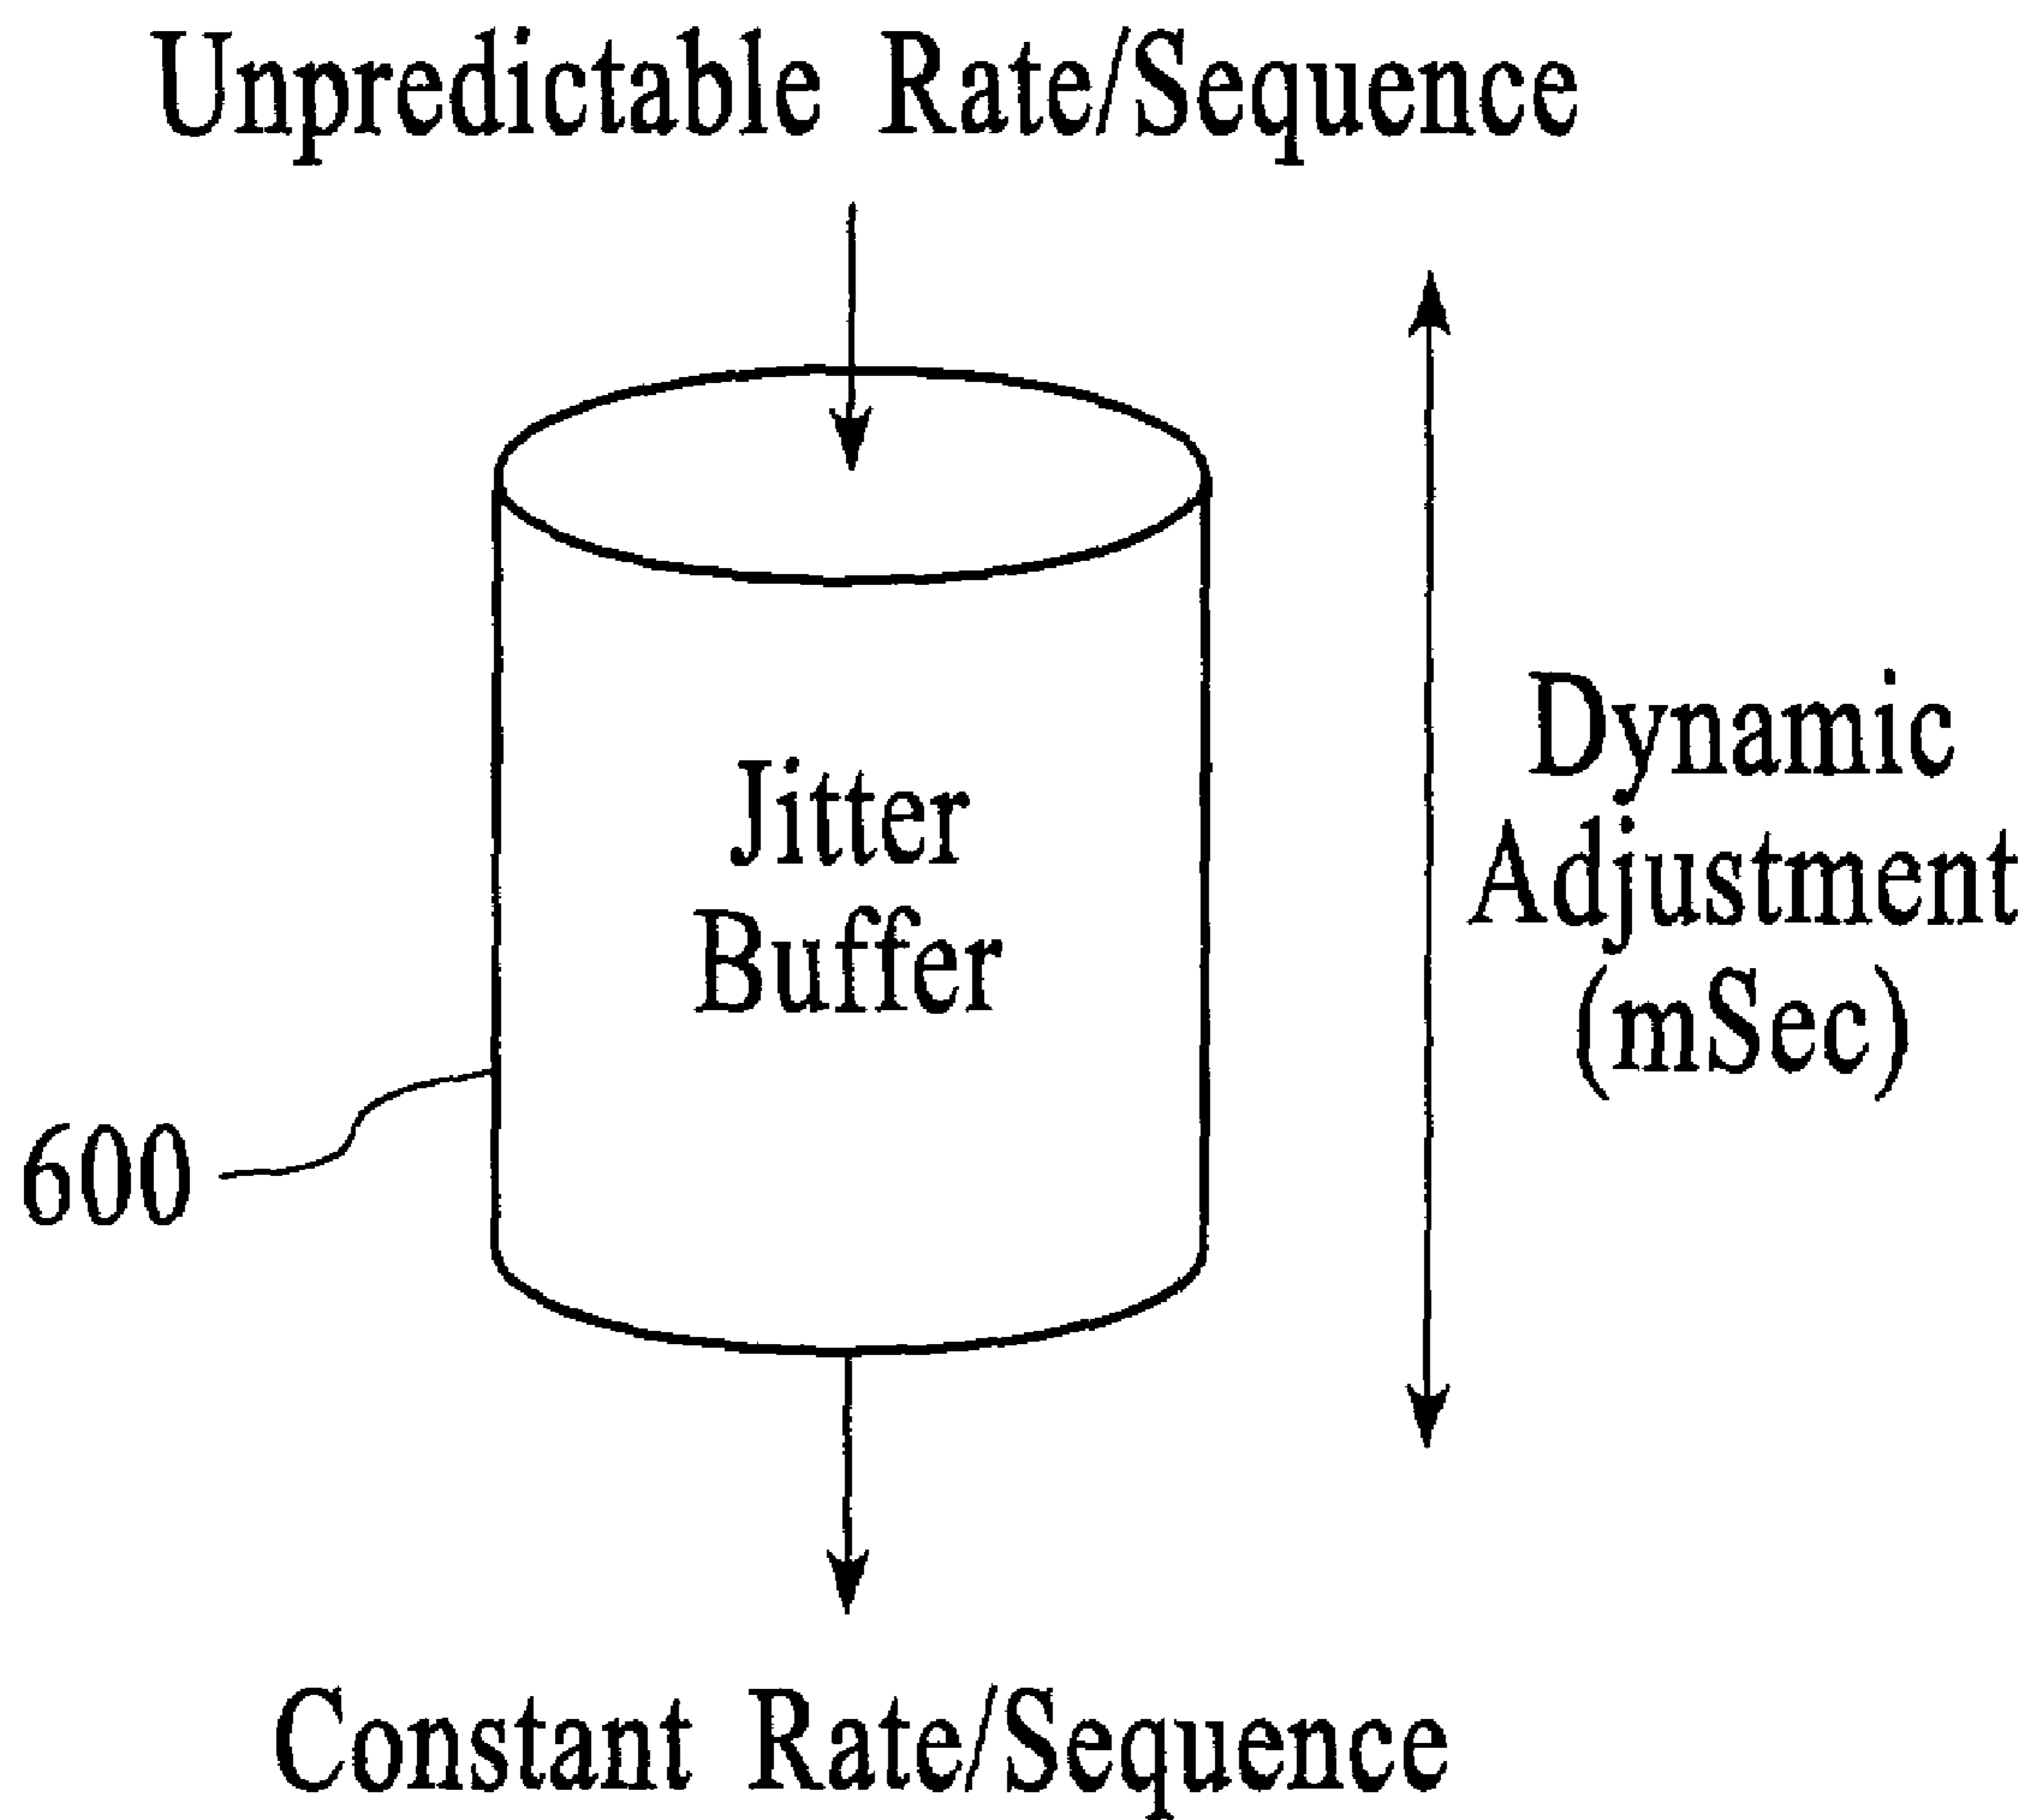 Unpredictable Rate/Sequence
Jitter
Buffer
Dynamic
Adjustment
(mSec)
600
Constant Rate/Sequence